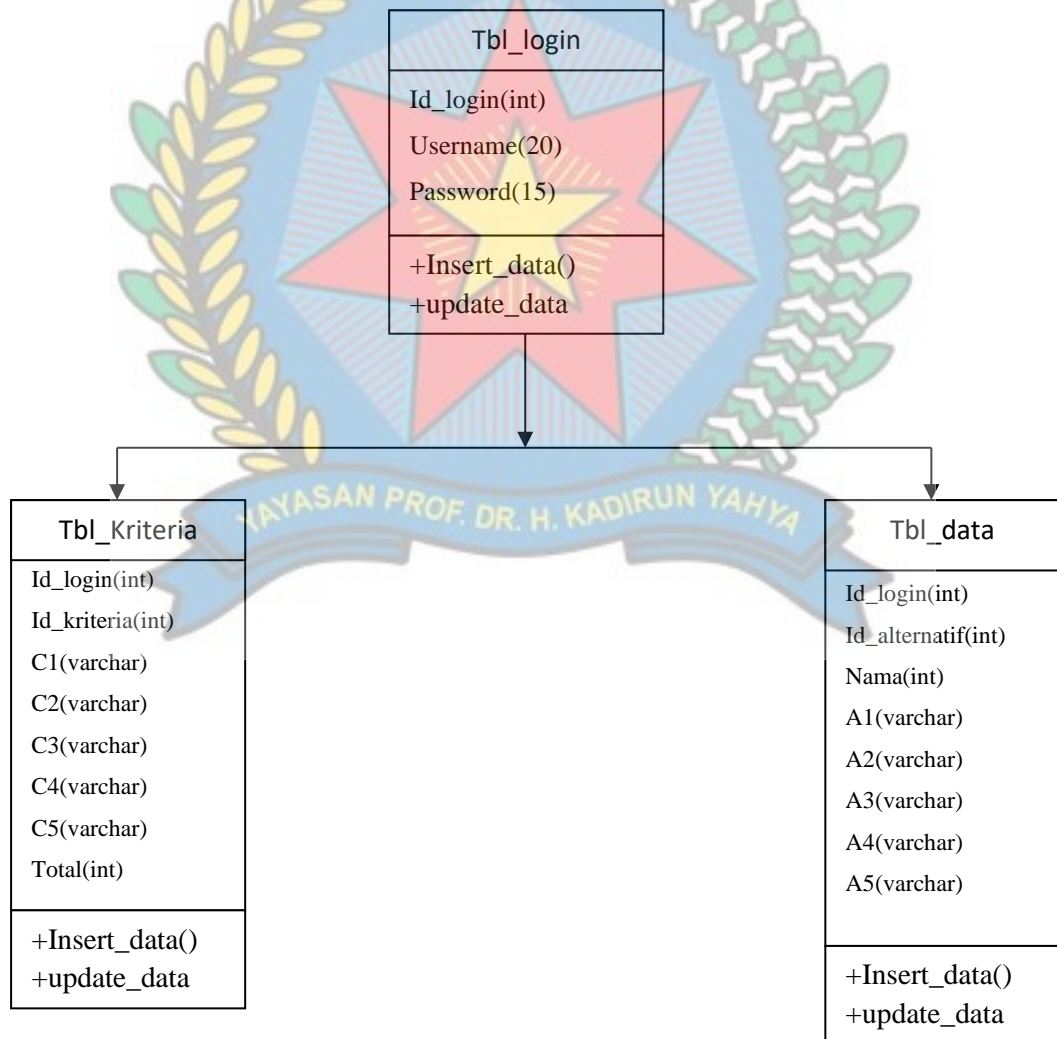 Tbl_login
Id_login(int)
Username(20)
Password(15)
+Insert_data()
+update_data
YAYASAN PROF. DR. H. KADIRUN YAHYA
Tbl_Kriteria
Id_login(int)
Id_kriteria(int)
C1(varchar)
C2(varchar)
C3(varchar)
C4(varchar)
C5(varchar)
Total(int)
+Insert_data()
+update_data
Tbl_data
Id_login(int)
Id_alternatif(int)
Nama(int)
A1(varchar)
A2(varchar)
A3(varchar)
A4(varchar)
A5(varchar)
+Insert_data()
+update_data